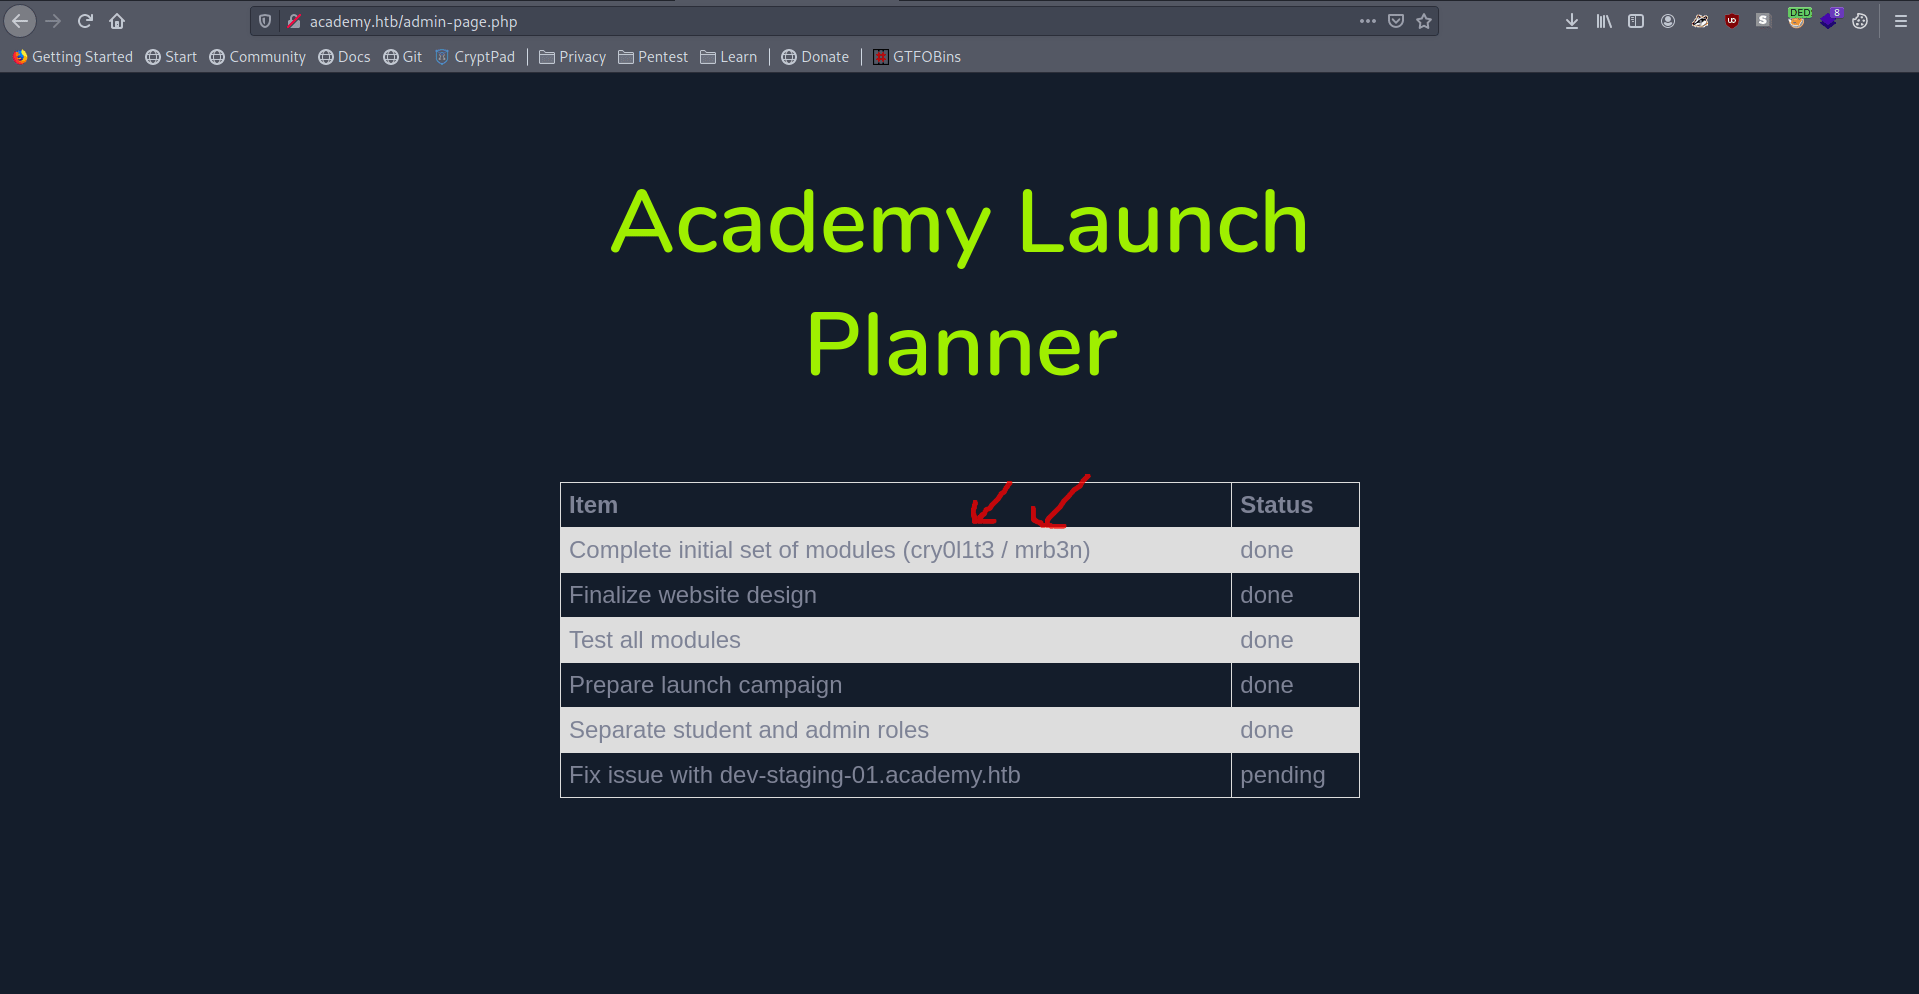 academy.htb/admin-page.php
DED 8
Getting Started Start Community Docs Git CryptPad Privacy Pentest Learn Donate GTFOBins
Academy Launch
Planner
Item Status
Complete initial set of modules (cry0l1t3 / mrb3n) done
Finalize website design done
Test all modules done
Prepare launch campaign done
Separate student and admin roles done
Fix issue with dev-staging-01.academy.htb pending